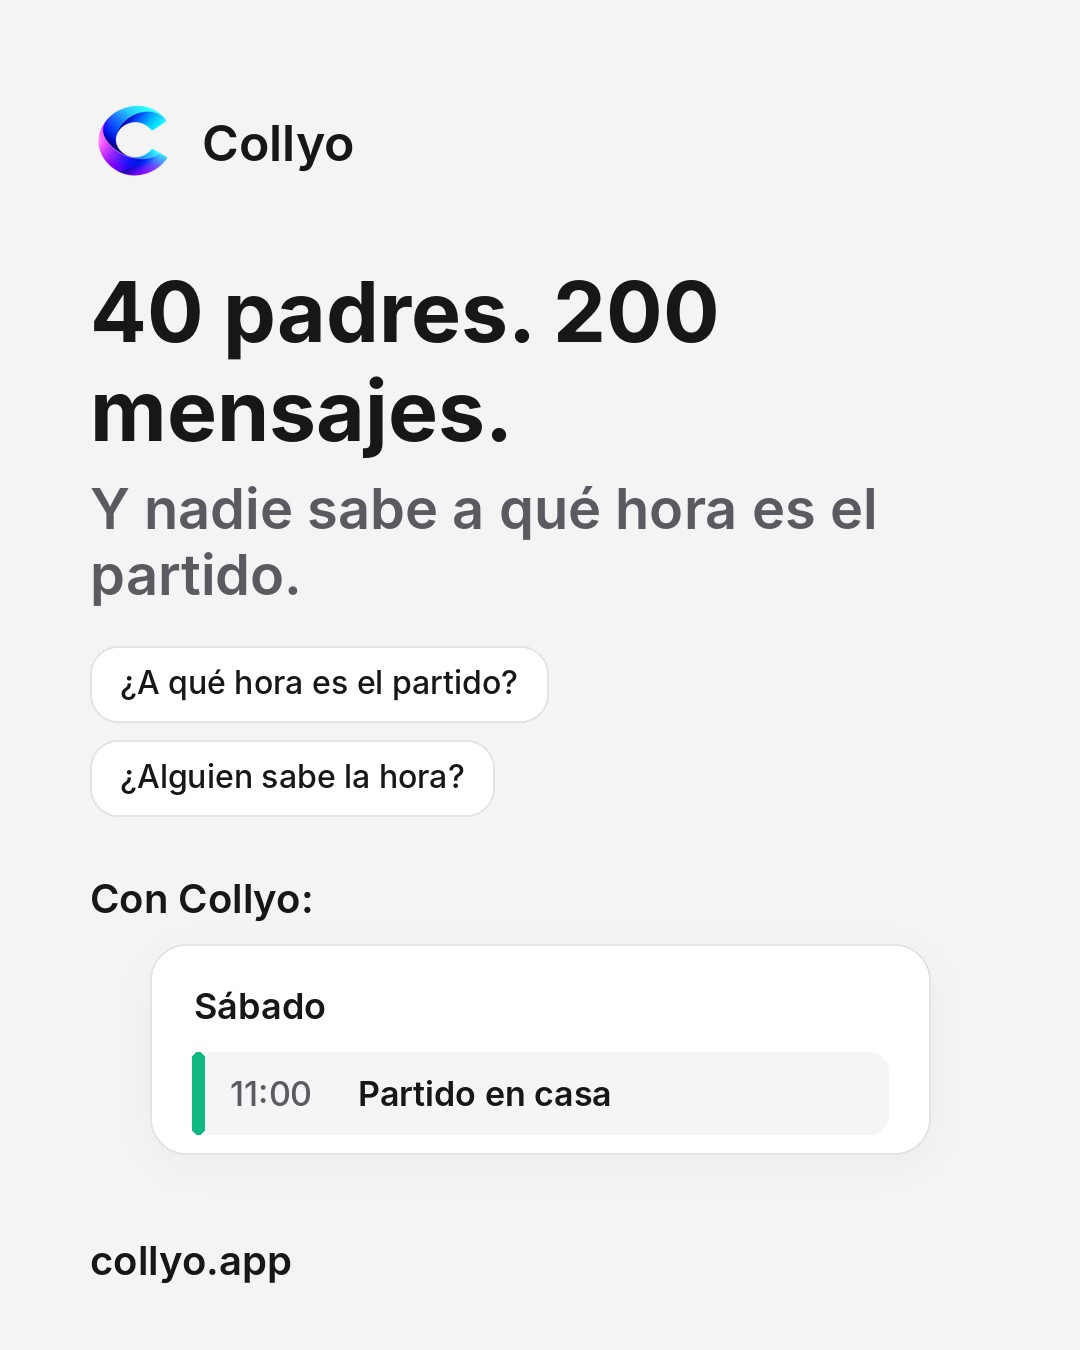 Collyo
40 padres. 200
mensajes.
Y nadie sabe a qué hora es el
partido.
¿A qué hora es el partido?
¿Alguien sabe la hora?
Con Collyo:
Sábado
11:00 Partido en casa
collyo.app